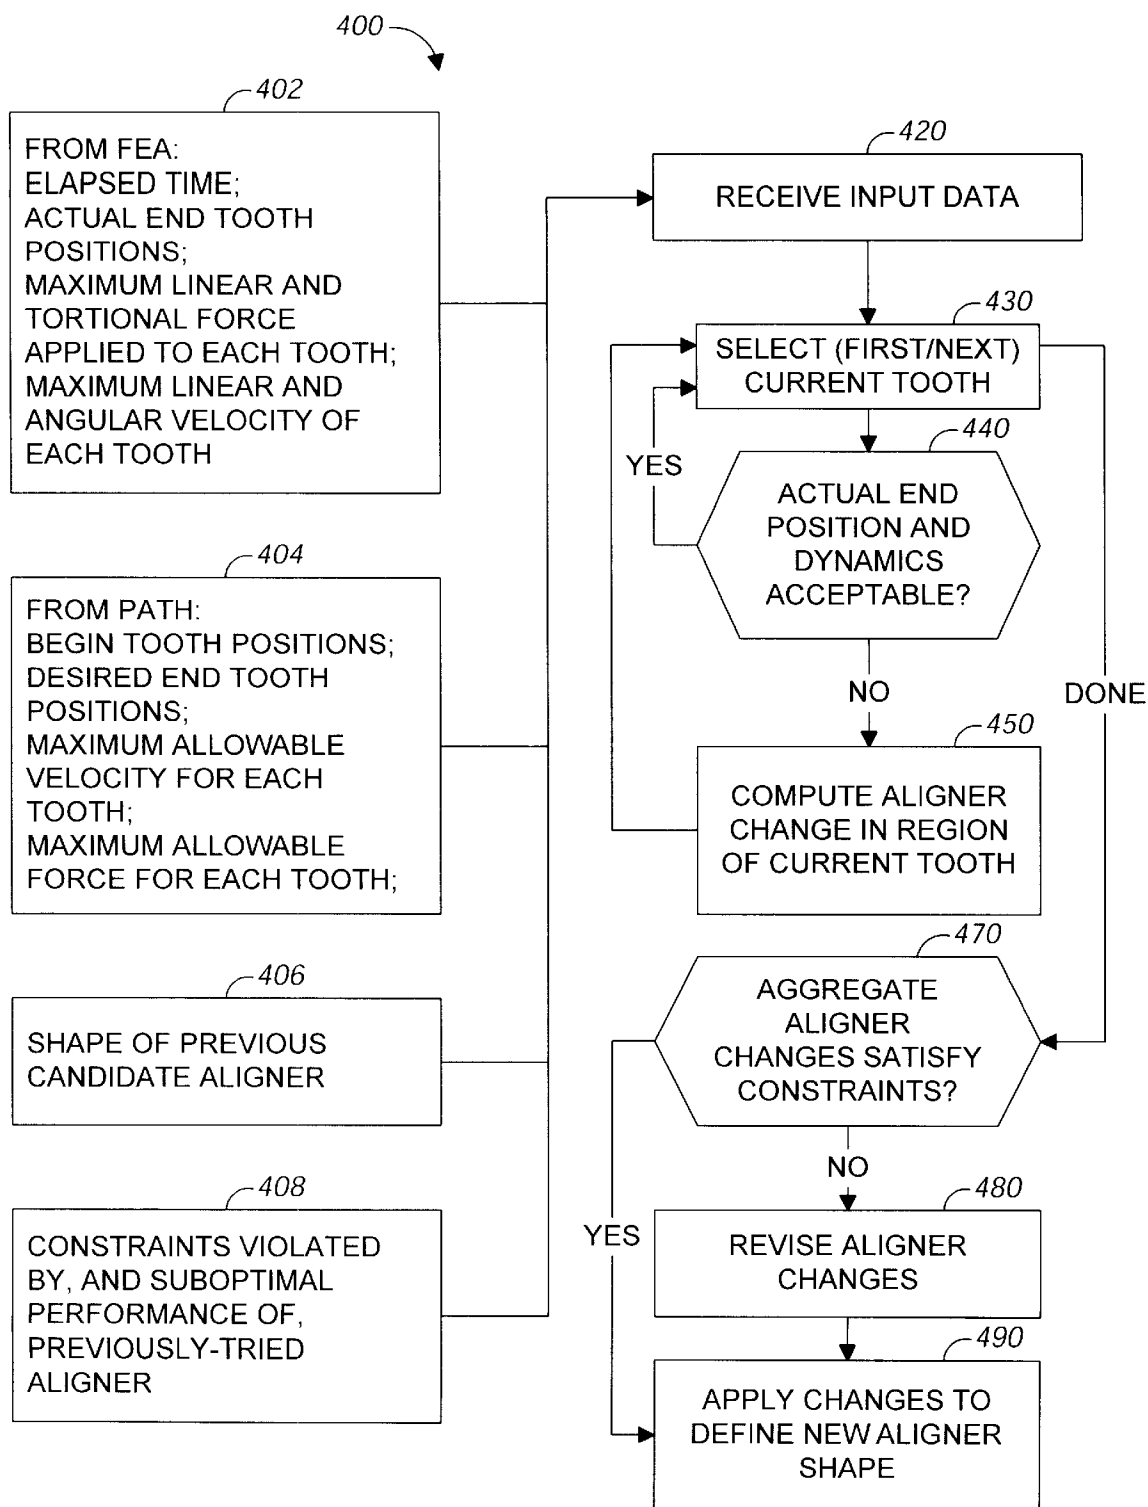 400
402
FROM FEA:
ELAPSED TIME;
ACTUAL END TOOTH
POSITIONS;
MAXIMUM LINEAR AND
TORTIONAL FORCE
APPLIED TO EACH TOOTH;
MAXIMUM LINEAR AND
ANGULAR VELOCITY OF
EACH TOOTH
404
FROM PATH:
BEGIN TOOTH POSITIONS;
DESIRED END TOOTH
POSITIONS;
MAXIMUM ALLOWABLE
VELOCITY FOR EACH
TOOTH;
MAXIMUM ALLOWABLE
FORCE FOR EACH TOOTH;
406
SHAPE OF PREVIOUS
CANDIDATE ALIGNER
408
CONSTRAINTS VIOLATED
BY, AND SUBOPTIMAL
PERFORMANCE OF,
PREVIOUSLY-TRIED
ALIGNER
420
RECEIVE INPUT DATA
430
SELECT (FIRST/NEXT)
CURRENT TOOTH
440
YES
ACTUAL END
POSITION AND
DYNAMICS
ACCEPTABLE?
NO
DONE
450
COMPUTE ALIGNER
CHANGE IN REGION
OF CURRENT TOOTH
470
AGGREGATE
ALIGNER
CHANGES SATISFY
CONSTRAINTS?
NO
YES
480
REVISE ALIGNER
CHANGES
490
APPLY CHANGES TO
DEFINE NEW ALIGNER
SHAPE